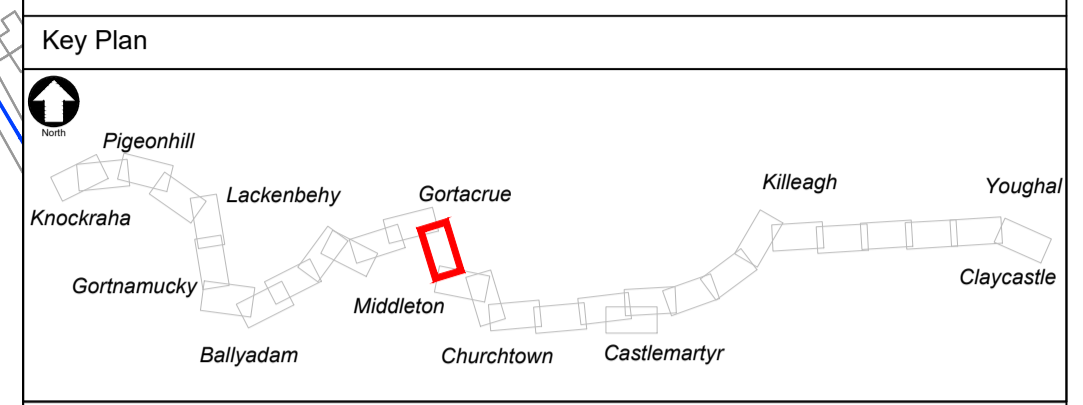 Key Plan
North
Pigeonhill
Knockraha
Lackenbehy
Gortnamucky
Ballyadam
Gortacrue
Middleton
Churchtown
Castlemartyr
Killeagh
Youghal
Claycastle